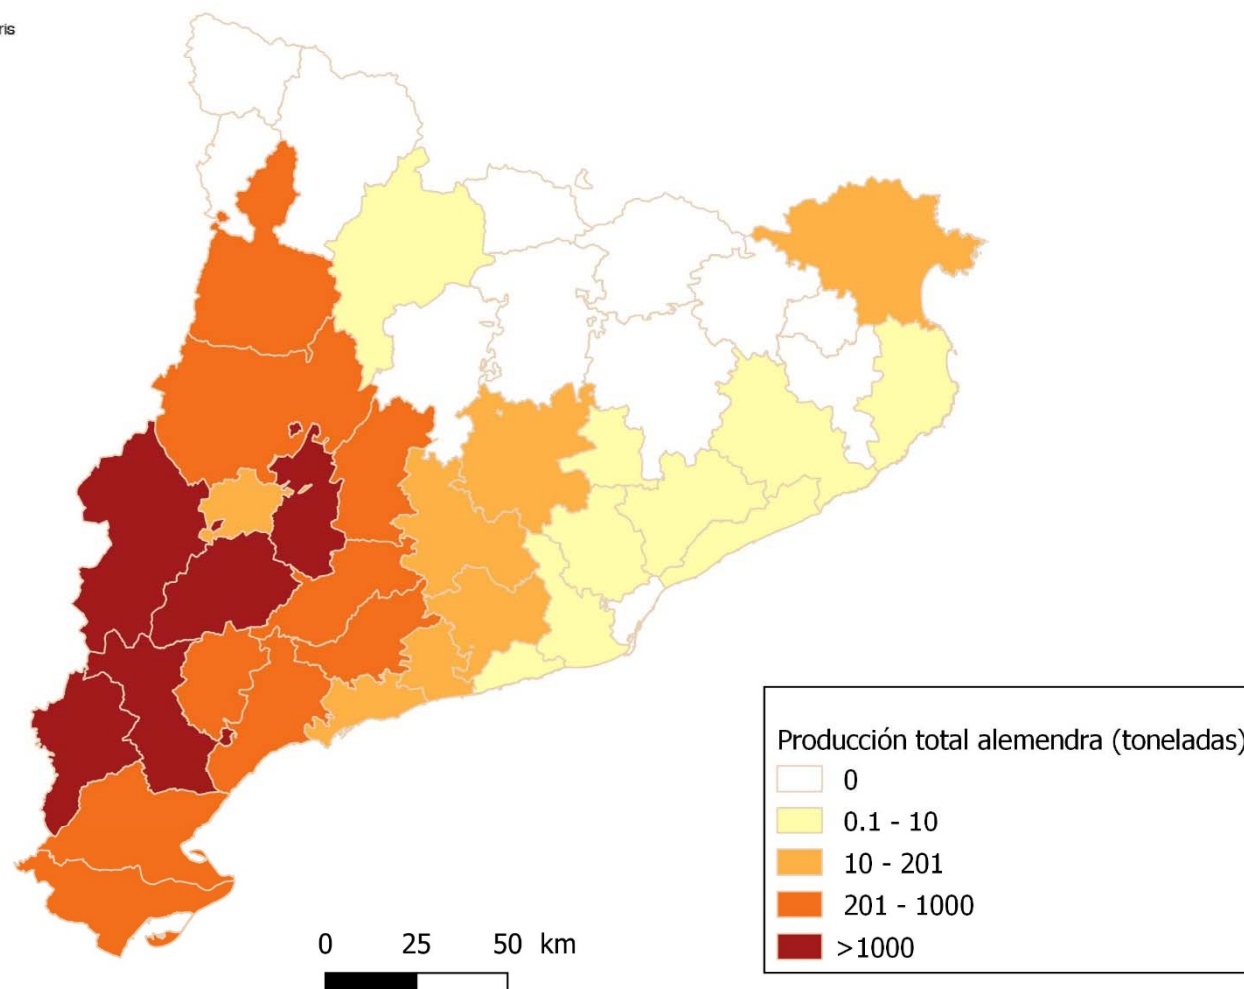 ris
Producción total alemendra (toneladas)
0
0.1 - 10
10 - 201
201 - 1000
>1000
0 25 50 km